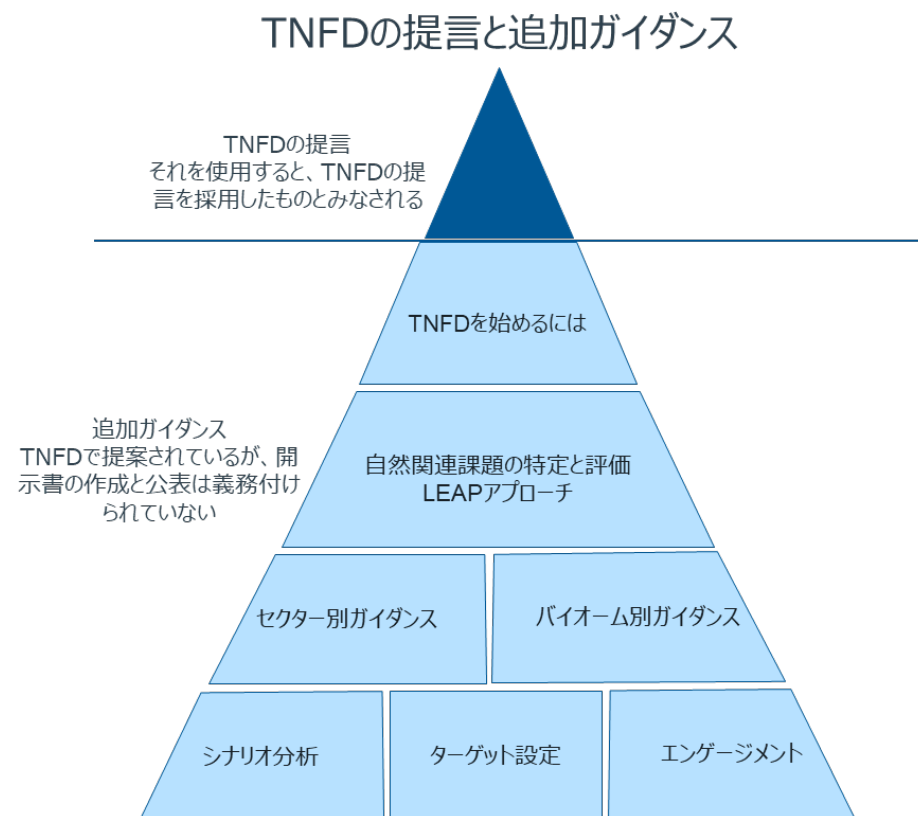 TNFDの提言と追加ガイダンス
TNFDの提言
それを使用すると、TNFDの提
言を採用したものとみなされる
TNFDを始めるには
追加ガイダンス
TNFDで提案されているが、開
示書の作成と公表は義務付け
られていない
自然関連課題の特定と評価
LEAPアプローチ
セクター別ガイダンス
バイオーム別ガイダンス
シナリオ分析
ターゲット設定
エンゲージメント